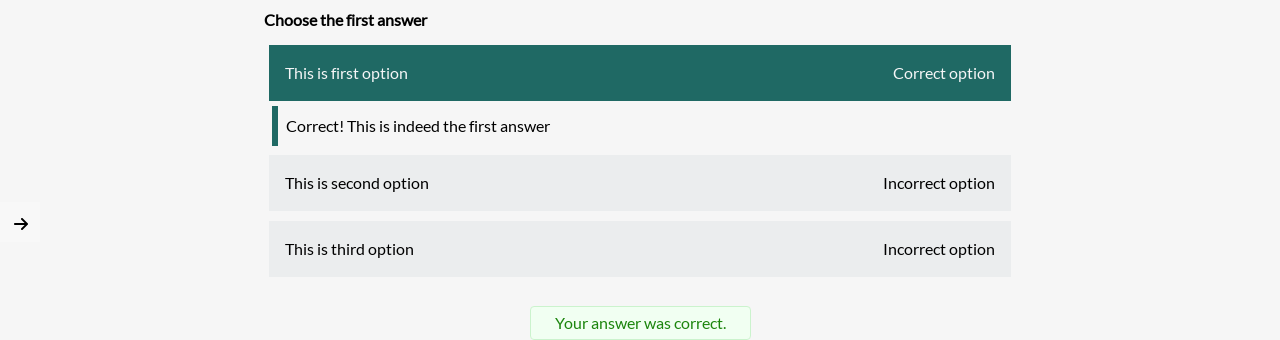 Choose the first answer
This is first option Correct option
Correct! This is indeed the first answer
This is second option Incorrect option
This is third option Incorrect option
Your answer was correct.